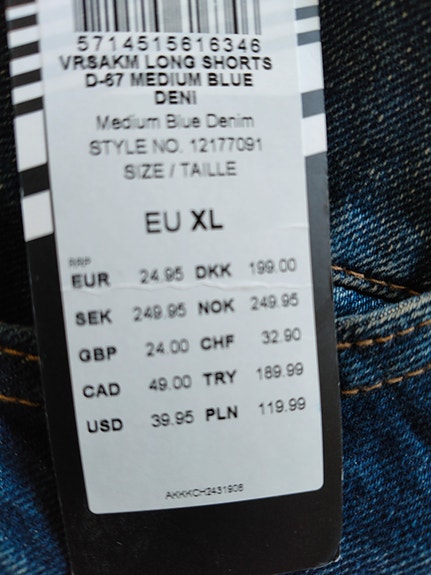 5714515616346
VRSAKM LONG SHORTS
D-67 MEDIUM BLUE
DENI
Medium Blue Denim
STYLE NO. 12177091
SIZE / TAILLE
EU XL
RRP
EUR 24.95 DKK 199.00
SEK 249.95 NOK 249.95
GBP 24.00 CHF 32.90
CAD 49.00 TRY 189.99
USD 39.95 PLN 119.99
AKKKCH2431908